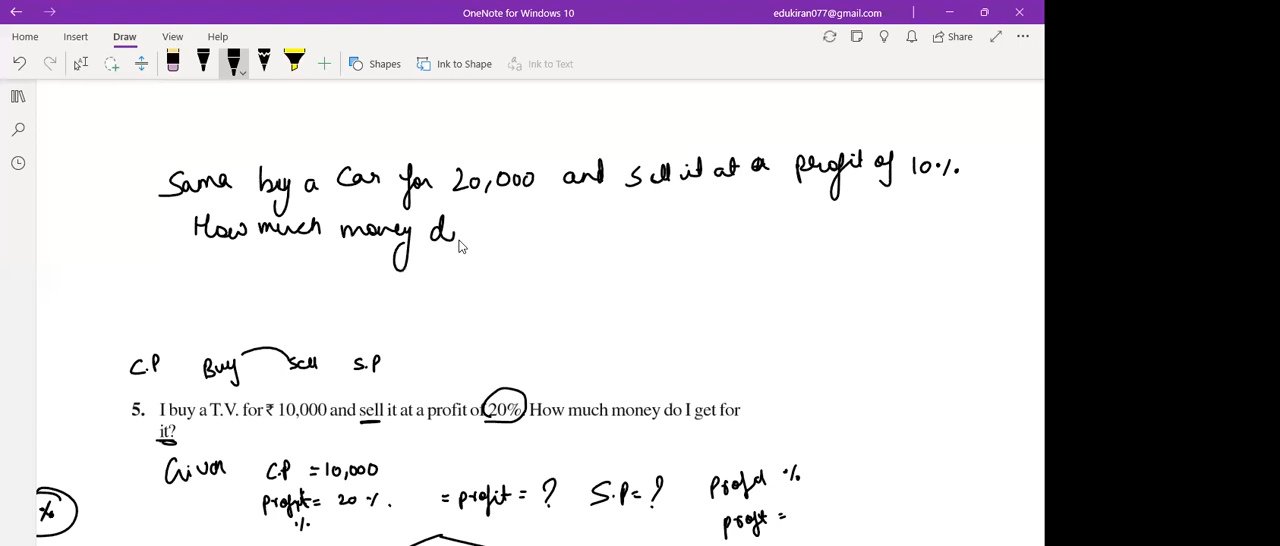 OneNote for Windows 10
edukiran077@gmail.com
Home Insert Draw View Help
Share
Shapes Ink to Shape Ink to Text
Sama by a Car for 20,000 and sell it at a profit of 10%.
How much money d
C.P Buy Sell S.P
5. I buy a T.V. for ₹ 10,000 and sell it at a profit of 20%. How much money do I get for
it?
Given C.P = 10,000
profit = 20 %. = profit = ? S.P = ? %
%
profit =
%